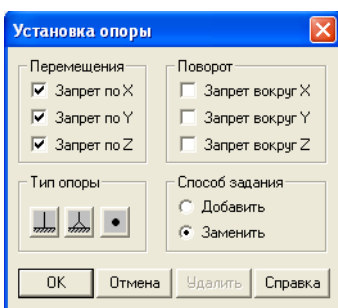 Установка опоры
Перемещения
Запрет по X
Запрет по Y
Запрет по Z
Поворот
Запрет вокруг X
Запрет вокруг Y
Запрет вокруг Z
Тип опоры
Способ задания
Добавить
Заменить
OK
Отмена
Удалить
Справка